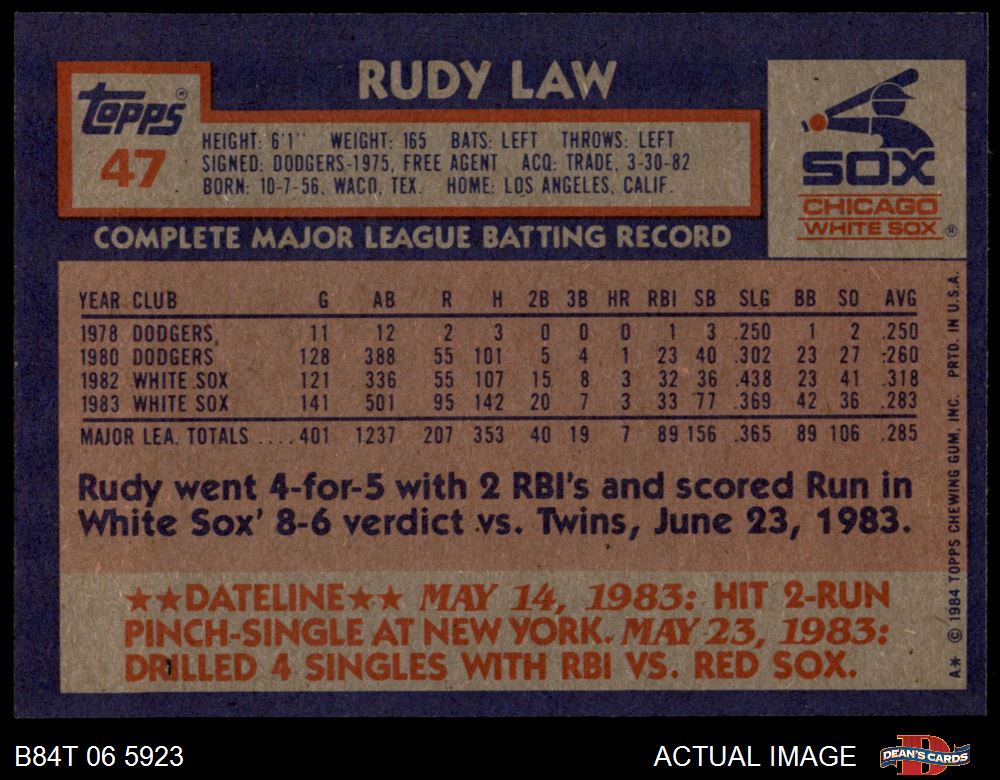 RUDY LAW
TOPPS®
47
HEIGHT: 6'1" WEIGHT: 165 BATS: LEFT THROWS: LEFT
SIGNED: DODGERS-1975, FREE AGENT ACQ: TRADE, 3-30-82
BORN: 10-7-56, WACO, TEX. HOME: LOS ANGELES, CALIF.
SOX
CHICAGO
WHITE SOX ®
COMPLETE MAJOR LEAGUE BATTING RECORD
YEAR CLUB G AB R H 2B 3B HR RBI SB SLG BB SO AVG
1978 DODGERS 11 12 2 3 0 0 0 1 3 .250 1 2 .250
1980 DODGERS 128 388 55 101 5 4 1 23 40 .302 23 27 .260
1982 WHITE SOX 121 336 55 107 15 8 3 32 36 .438 23 41 .318
1983 WHITE SOX 141 501 95 142 20 7 3 33 77 .369 42 36 .283
MAJOR LEA. TOTALS ....401 1237 207 353 40 19 7 89 156 .365 89 106 .285
Rudy went 4-for-5 with 2 RBI's and scored Run in
White Sox' 8-6 verdict vs. Twins, June 23, 1983.
★★DATELINE★★ MAY 14, 1983: HIT 2-RUN
PINCH-SINGLE AT NEW YORK. MAY 23, 1983:
DRILLED 4 SINGLES WITH RBI VS. RED SOX.
A* © 1984 TOPPS CHEWING GUM, INC. PRTD. IN U.S.A.
B84T 06 5923
ACTUAL IMAGE
D
DEAN'S CARDS